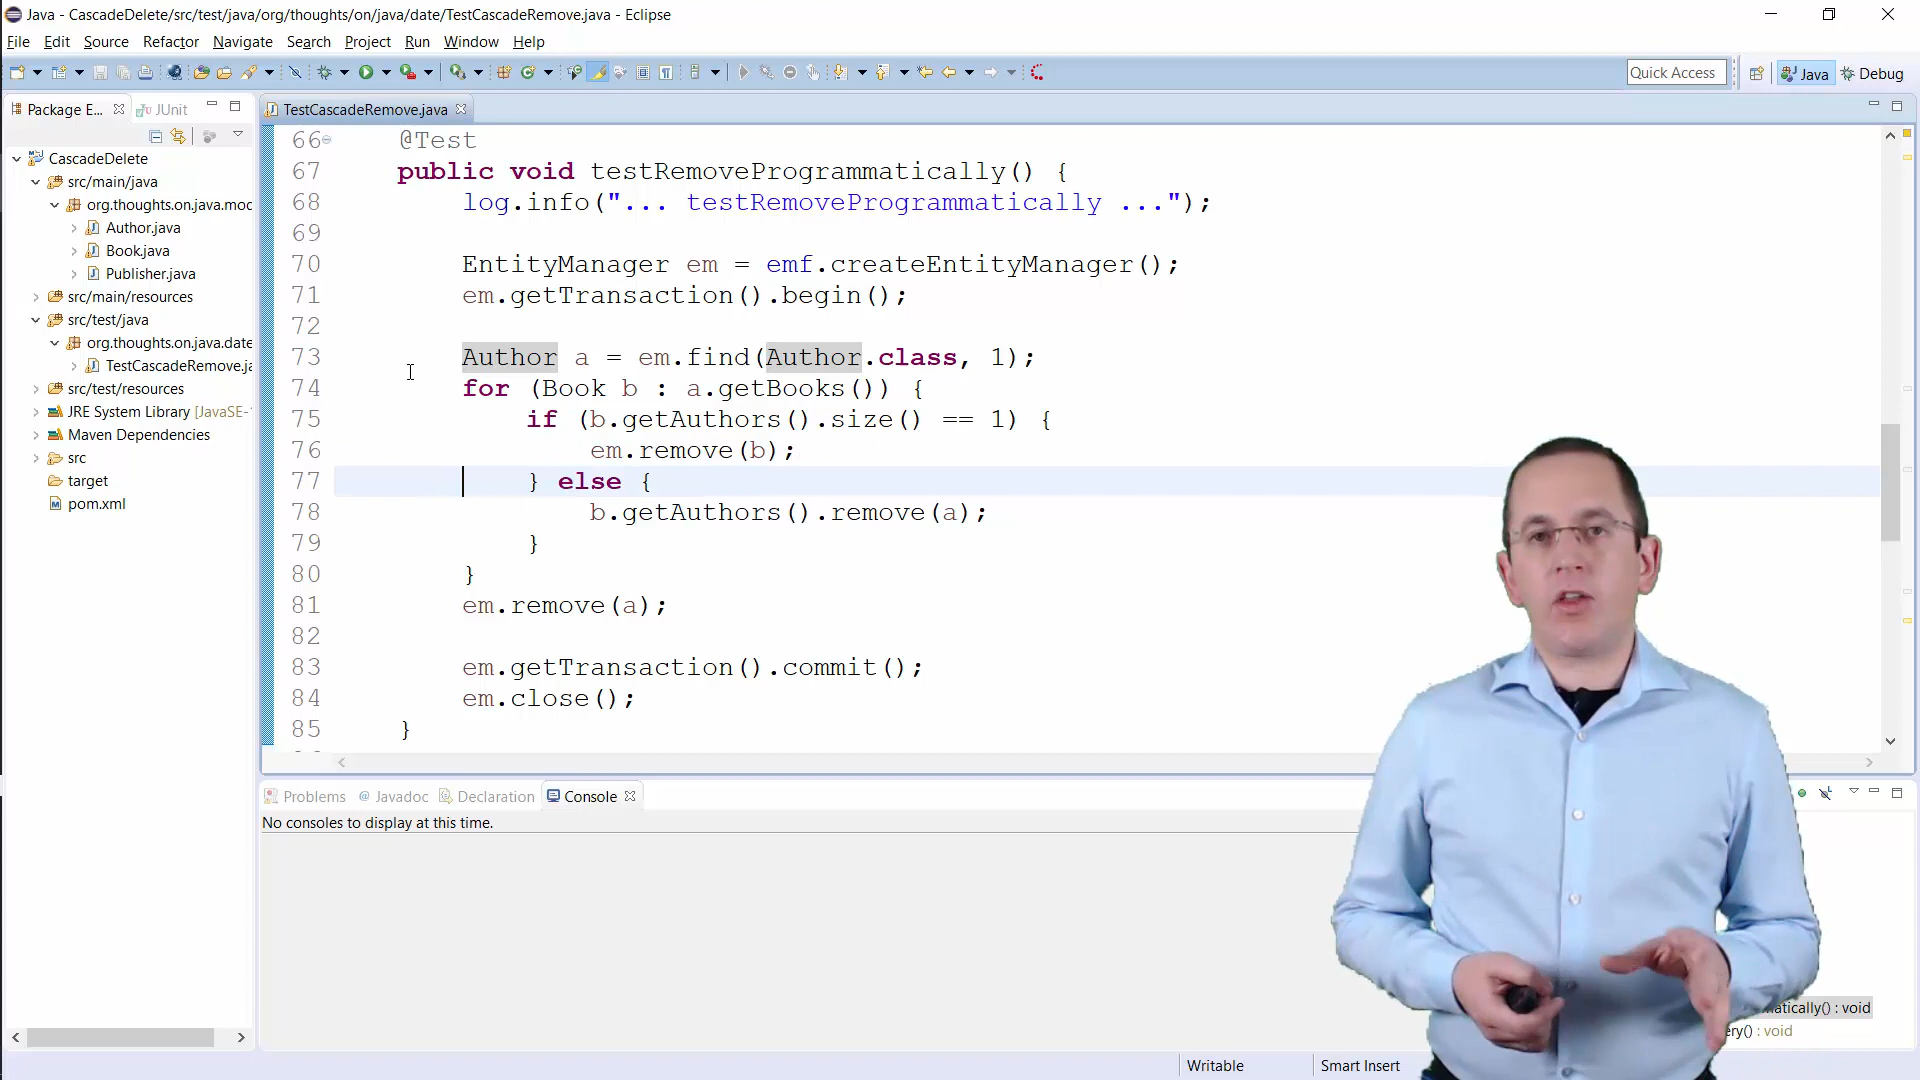 Java - CascadeDelete/src/test/java/org/thoughts/on/java/date/TestCascadeRemove.java - Eclipse
File Edit Source Refactor Navigate Search Project Run Window Help
Quick Access Java Debug
Package E... JUnit
TestCascadeRemove.java
CascadeDelete
src/main/java
org.thoughts.on.java.moc
Author.java
Book.java
Publisher.java
src/main/resources
src/test/java
org.thoughts.on.java.date
TestCascadeRemove.ja
src/test/resources
JRE System Library [JavaSE-
Maven Dependencies
src
target
pom.xml
66 @Test
67 public void testRemoveProgrammatically() {
68 log.info("... testRemoveProgrammatically ...");
69
70 EntityManager em = emf.createEntityManager();
71 em.getTransaction().begin();
72
73 Author a = em.find(Author.class, 1);
74 for (Book b : a.getBooks()) {
75 if (b.getAuthors().size() == 1) {
76 em.remove(b);
77 } else {
78 b.getAuthors().remove(a);
79 }
80 }
81 em.remove(a);
82
83 em.getTransaction().commit();
84 em.close();
85 }
Problems @ Javadoc Declaration Console
No consoles to display at this time.
matically() : void
ery() : void
Writable Smart Insert